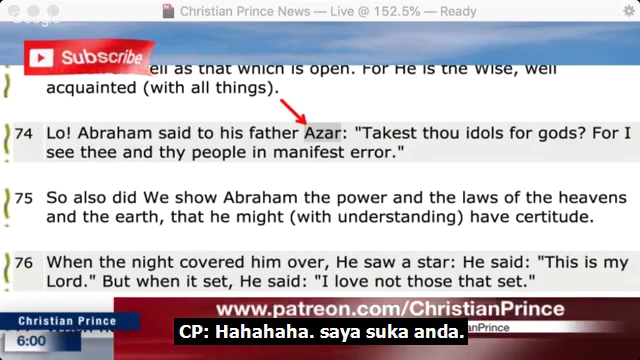 Christian Prince News — Live @ 152.5% — Ready
Google
Subscribe
well as that which is open. For He is the Wise, well
acquainted (with all things).
74 Lo! Abraham said to his father Azar: "Takest thou idols for gods? For I
see thee and thy people in manifest error."
75 So also did We show Abraham the power and the laws of the heavens
and the earth, that he might (with understanding) have certitude.
76 When the night covered him over, He saw a star: He said: "This is my
Lord." But when it set, He said: "I love not those that set."
www.patreon.com/ChristianPrince
Christian Prince
6:00
CP: Hahahaha. saya suka anda.